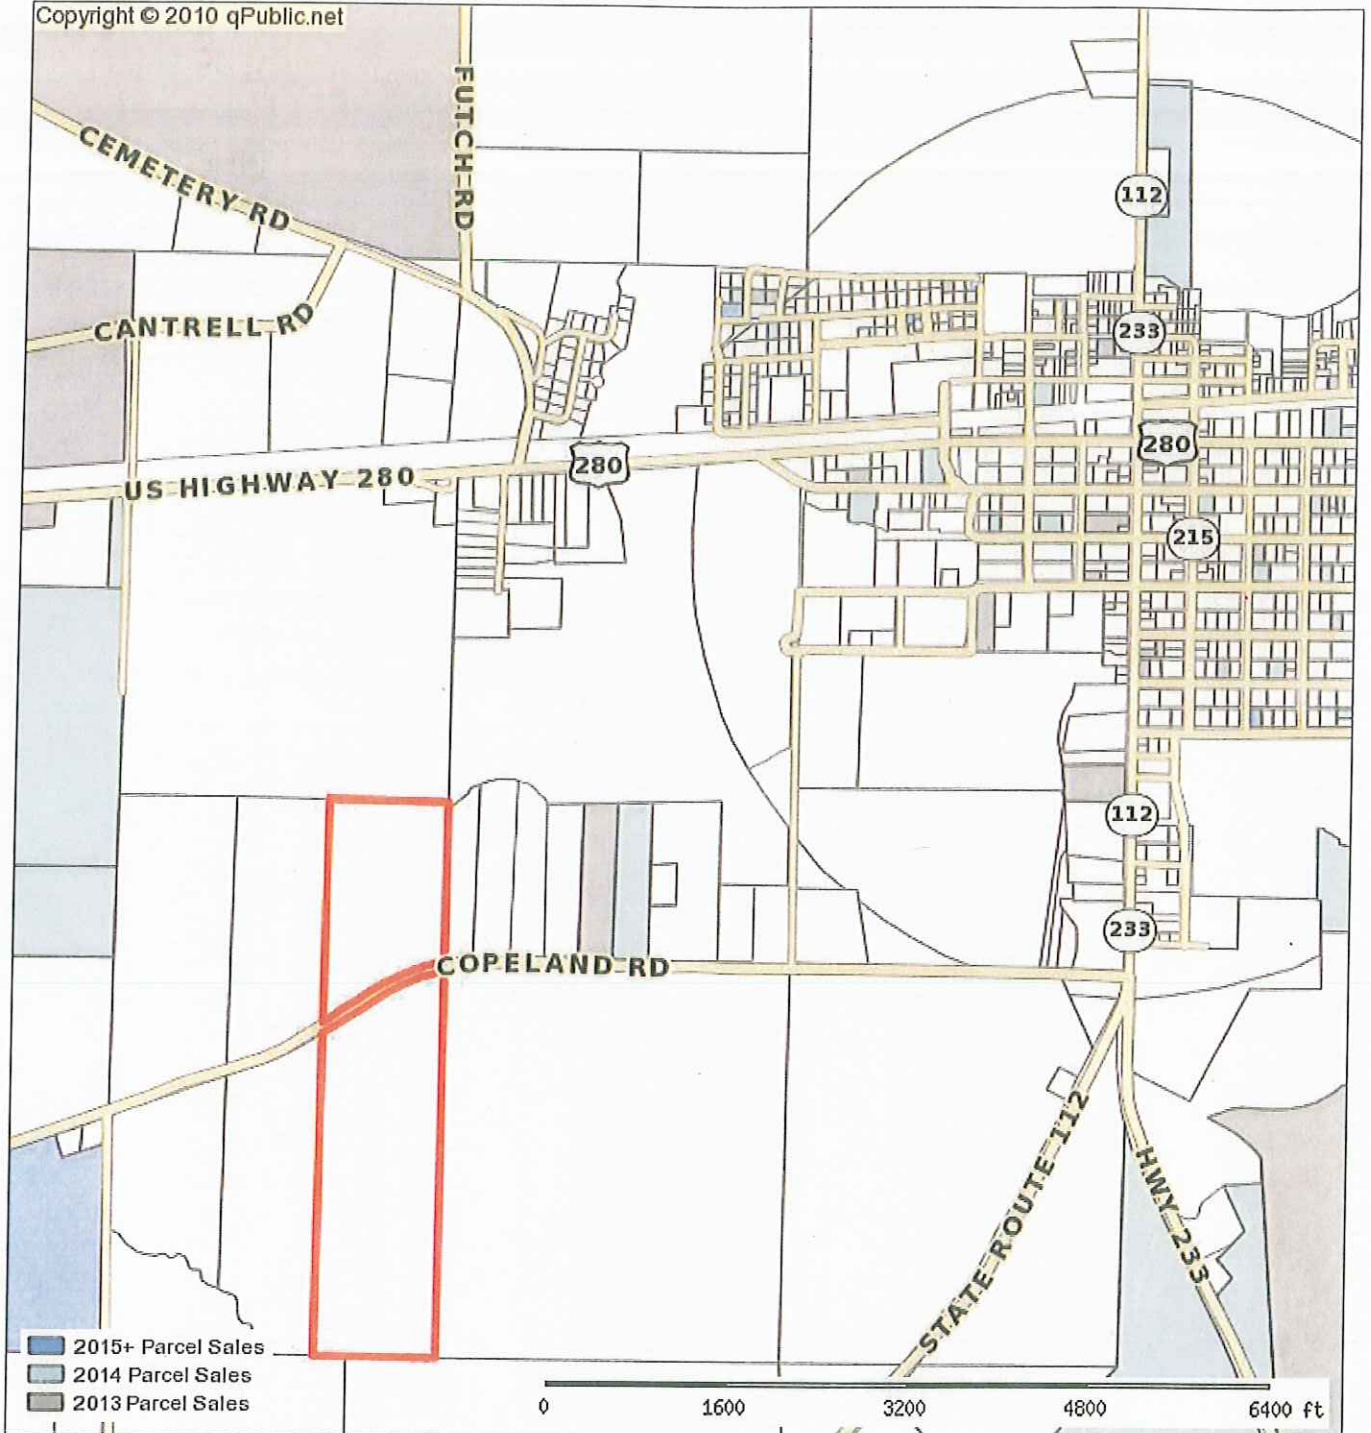 Copyright © 2010 qPublic.net
FUTCH RD
CEMETERY RD
112
CANTRELL RD
233
280
280
US HIGHWAY 280
215
112
233
COPELAND RD
STATE ROUTE 112
HWY 233
2015+ Parcel Sales
2014 Parcel Sales
2013 Parcel Sales
0 1600 3200 4800 6400 ft